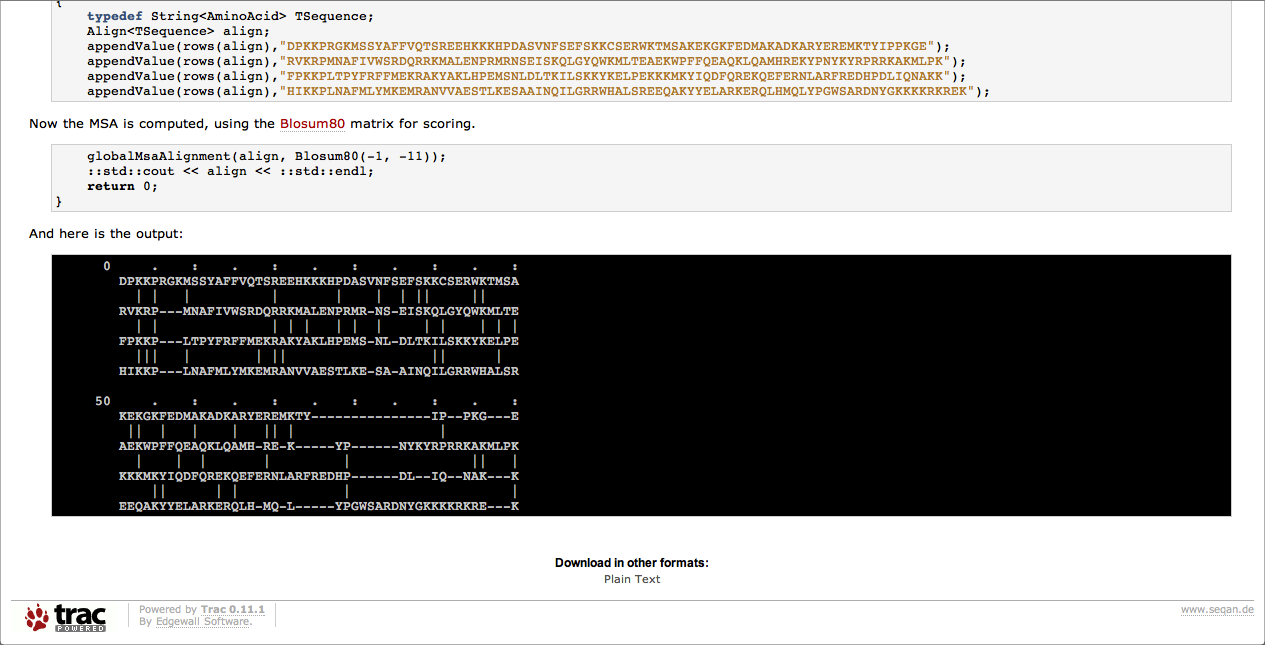 {
    typedef String<AminoAcid> TSequence;
    Align<TSequence> align;
    appendValue(rows(align),"DPKKPRGKMSSYAFFVQTSREEHKKKHPDASVNFSEFSKKCSERWKTMSAKEKGKFEDMAKADKARYEREMKTYIPPKGE");
    appendValue(rows(align),"RVKRPMNAFIVWSRDQRRKMALENPRMRNSEISKQLGYQWKMLTEAEKWPFFQEAQKLQAMHREKYPNYKYRPRRKAKMLPK");
    appendValue(rows(align),"FPKKPLTPYFRFFMEKRAKYAKLHPEMSNLDLTKILSKKYKELPEKKKMKYIQDFQREKQEFERNLARFREDHPDLIQNAKK");
    appendValue(rows(align),"HIKKPLNAFMLYMKEMRANVVAESTLKESAAINQILGRRWHALSREEQAKYYELARKERQLHMQLYPGWSARDNYGKKKKRKREK");
Now the MSA is computed, using the Blosum80 matrix for scoring.
    globalMsaAlignment(align, Blosum80(-1, -11));
    ::std::cout << align << ::std::endl;
    return 0;
}
And here is the output:
      0     .    :    .    :    .    :    .    :    .    :
        DPKKPRGKMSSYAFFVQTSREEHKKKHPDASVNFSEFSKKCSERWKTMSA
          | |   |          |       |    |  | ||     ||
        RVKRP---MNAFIVWSRDQRRKMALENPRMR-NS-EISKQLGYQWKMLTE
          | |              | | |   | |  |     | |    | | |
        FPKKP---LTPYFRFFMEKRAKYAKLHPEMS-NL-DLTKILSKKYKELPE
          |||   |        | ||                  ||      |
        HIKKP---LNAFMLYMKEMRANVVAESTLKE-SA-AINQILGRRWHALSR
     50     .    :    .    :    .    :    .    :    .    :
        KEKGKFEDMAKADKARYEREMKTY---------------IP--PKG---E
         ||  |   |    |   || |                  |
        AEKWPFFQEAQKLQAMH-RE-K-----YP------NYKYRPRRKAKMLPK
          |    |  |       |         |               ||   |
        KKKMKYIQDFQREKQEFERNLARFREDHP------DL--IQ--NAK---K
            ||      | |             |                    |
        EEQAKYYELARKERQLH-MQ-L-----YPGWSARDNYGKKKKRKRE---K
Download in other formats:
Plain Text
trac
POWERED
Powered by Trac 0.11.1
By Edgewall Software.
www.seqan.de